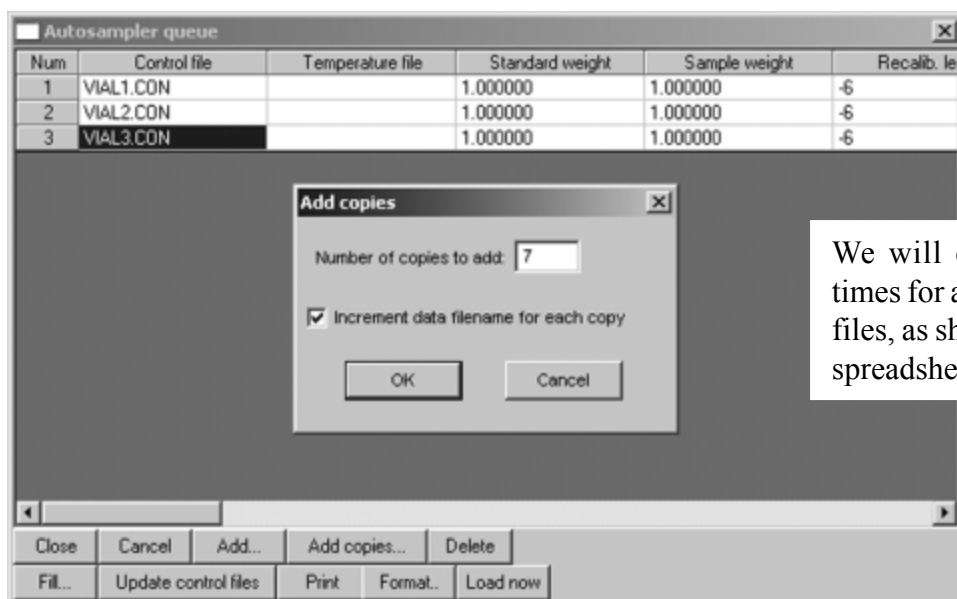 Autosampler queue
Num Control file Temperature file Standard weight Sample weight Recalib. le
1 VIAL1.CON 1.000000 1.000000 -6
2 VIAL2.CON 1.000000 1.000000 -6
3 VIAL3.CON 1.000000 1.000000 -6
Add copies
Number of copies to add: 7
Increment data filename for each copy
OK Cancel
We will
times for a
files, as sh
spreadshe
Close Cancel Add... Add copies... Delete
Fill... Update control files Print Format.. Load now